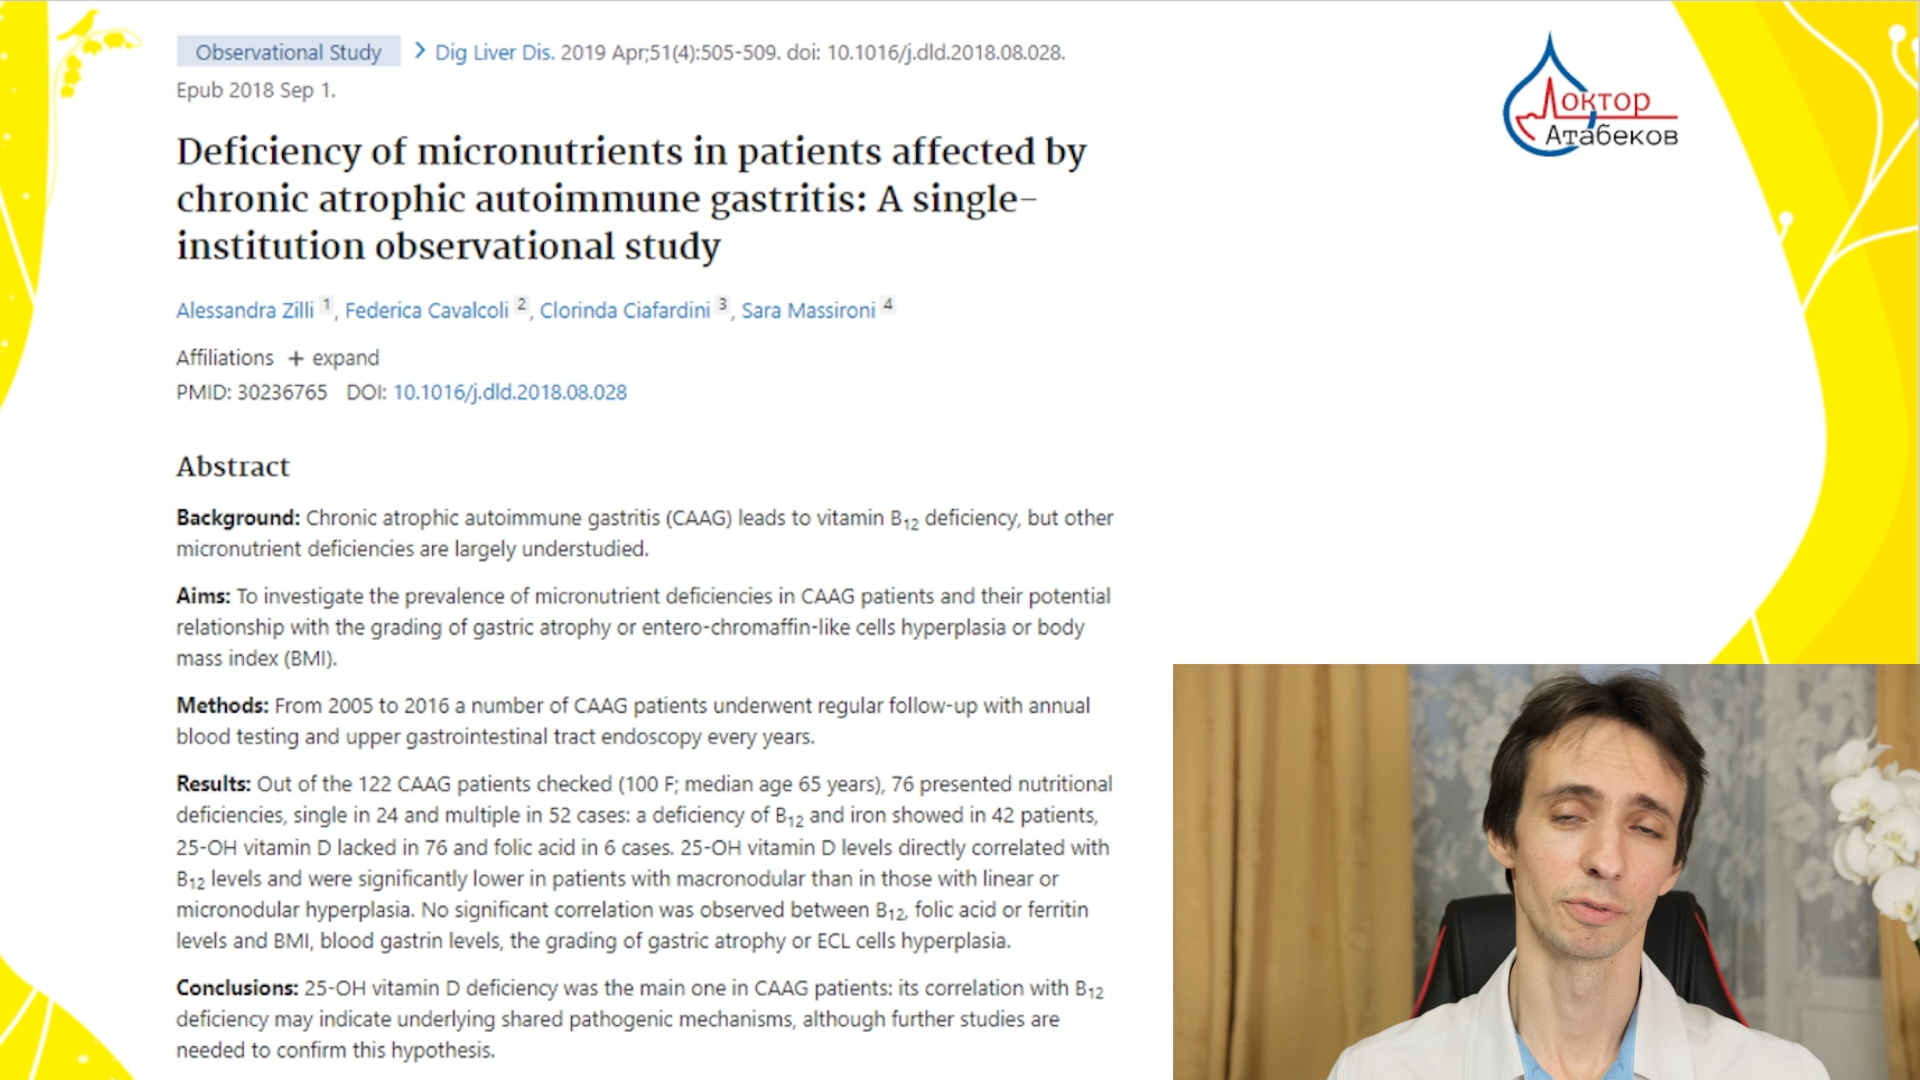 Observational Study > Dig Liver Dis. 2019 Apr;51(4):505-509. doi: 10.1016/j.dld.2018.08.028.
Epub 2018 Sep 1.
Доктор
Атабеков
Deficiency of micronutrients in patients affected by
chronic atrophic autoimmune gastritis: A single-
institution observational study
Alessandra Zilli 1, Federica Cavalcoli 2, Clorinda Ciafardini 3, Sara Massironi 4
Affiliations + expand
PMID: 30236765 DOI: 10.1016/j.dld.2018.08.028
Abstract
Background: Chronic atrophic autoimmune gastritis (CAAG) leads to vitamin B12 deficiency, but other
micronutrient deficiencies are largely understudied.
Aims: To investigate the prevalence of micronutrient deficiencies in CAAG patients and their potential
relationship with the grading of gastric atrophy or entero-chromaffin-like cells hyperplasia or body
mass index (BMI).
Methods: From 2005 to 2016 a number of CAAG patients underwent regular follow-up with annual
blood testing and upper gastrointestinal tract endoscopy every years.
Results: Out of the 122 CAAG patients checked (100 F; median age 65 years), 76 presented nutritional
deficiencies, single in 24 and multiple in 52 cases: a deficiency of B12 and iron showed in 42 patients,
25-OH vitamin D lacked in 76 and folic acid in 6 cases. 25-OH vitamin D levels directly correlated with
B12 levels and were significantly lower in patients with macronodular than in those with linear or
micronodular hyperplasia. No significant correlation was observed between B12, folic acid or ferritin
levels and BMI, blood gastrin levels, the grading of gastric atrophy or ECL cells hyperplasia.
Conclusions: 25-OH vitamin D deficiency was the main one in CAAG patients: its correlation with B12
deficiency may indicate underlying shared pathogenic mechanisms, although further studies are
needed to confirm this hypothesis.